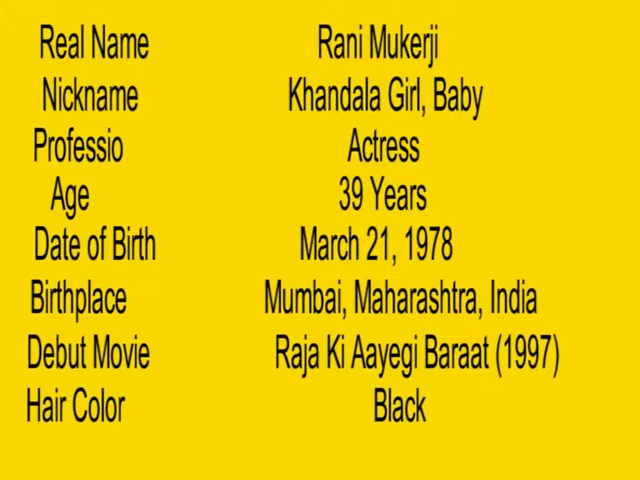 Real Name Rani Mukerji
Nickname Khandala Girl, Baby
Professio Actress
Age 39 Years
Date of Birth March 21, 1978
Birthplace Mumbai, Maharashtra, India
Debut Movie Raja Ki Aayegi Baraat (1997)
Hair Color Black